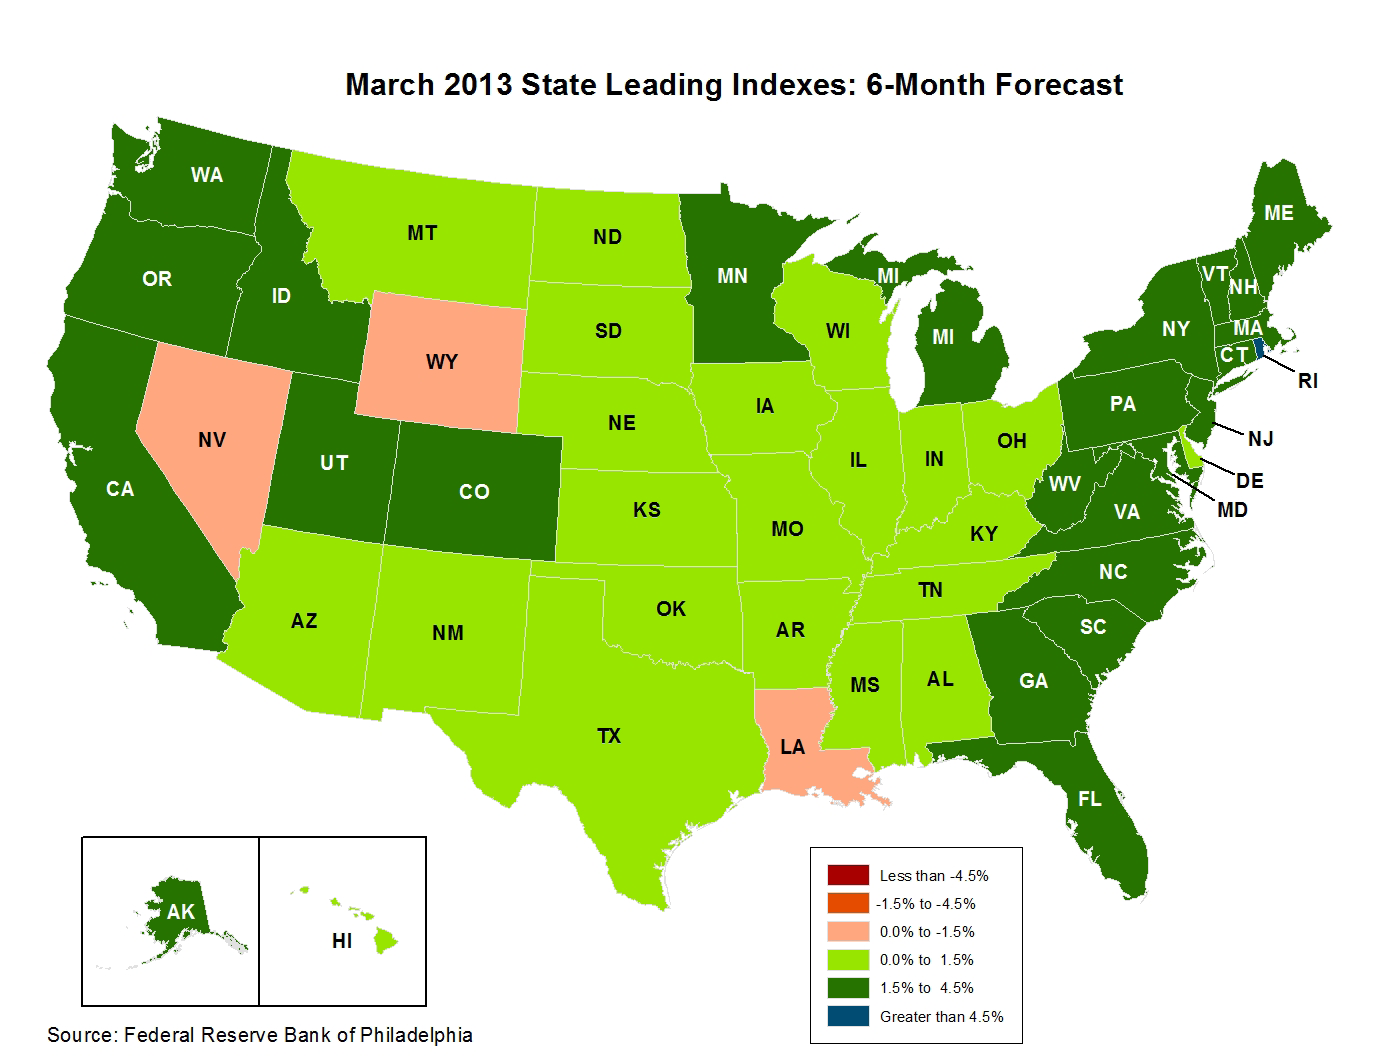 March 2013 State Leading Indexes: 6-Month Forecast
WA
ME
MT
ND
OR
ID
MN
MI
VT
NH
SD
WI
MI
NY
MA
CT
WY
RI
IA
PA
NE
NV
UT
OH
NJ
CO
IL
IN
WV
DE
CA
KS
MD
MO
VA
KY
NC
TN
AZ
NM
OK
AR
SC
MS
AL
GA
TX
LA
FL
AK
HI
Less than -4.5%
-1.5% to -4.5%
0.0% to -1.5%
0.0% to 1.5%
1.5% to 4.5%
Greater than 4.5%
Source: Federal Reserve Bank of Philadelphia